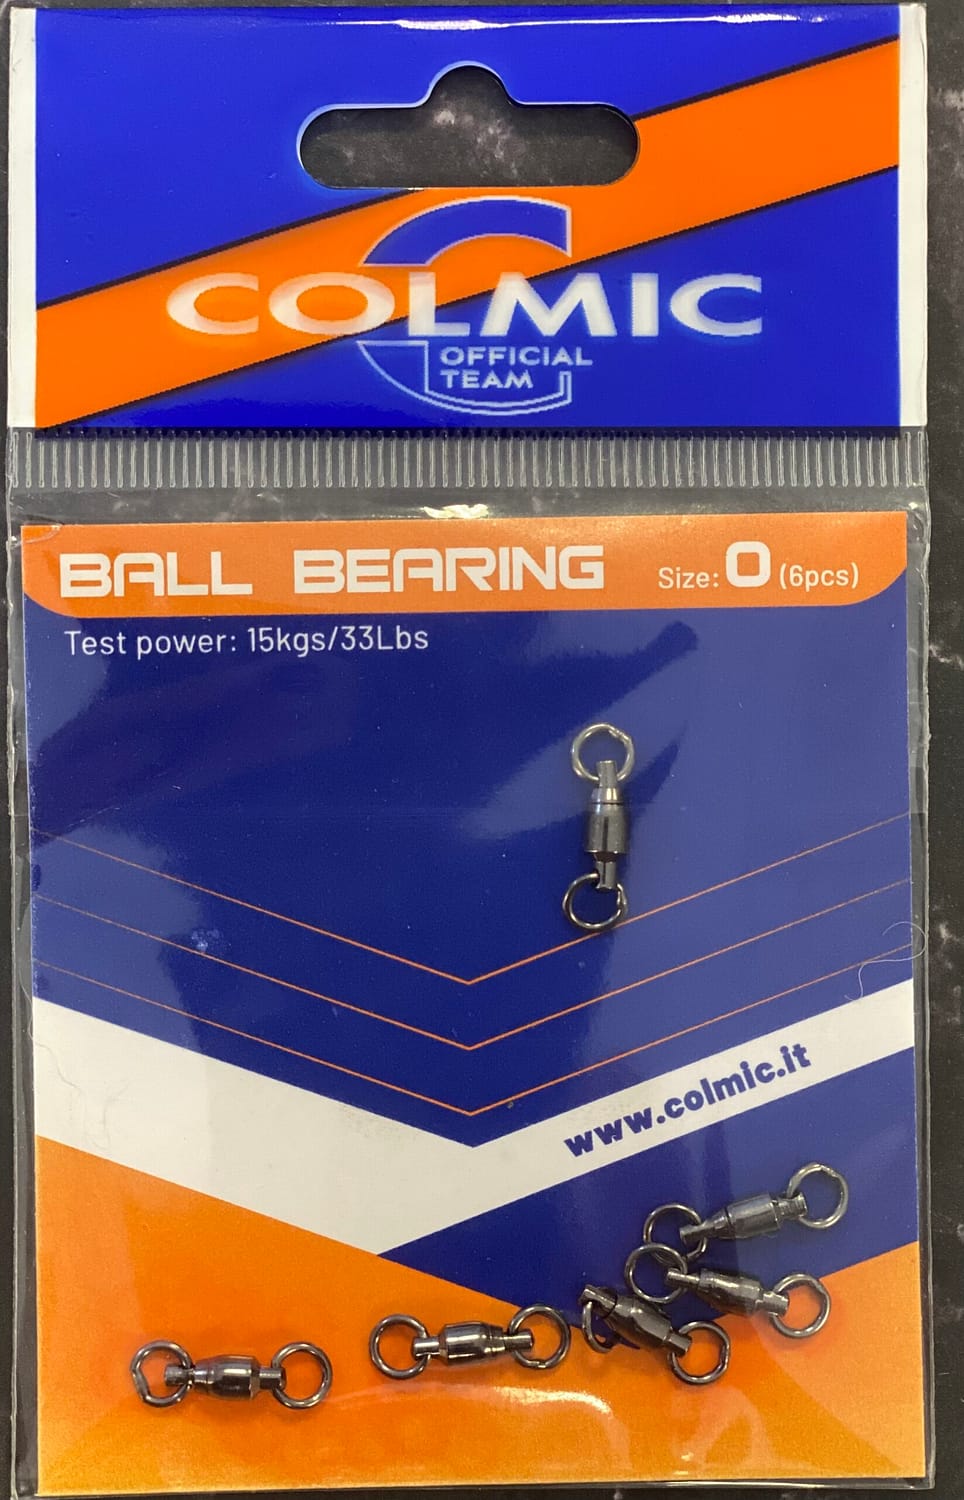 COLMIC
OFFICIAL
TEAM
BALL BEARING Size: 0 (6pcs)
Test power: 15kgs/33Lbs
www.colmic.it